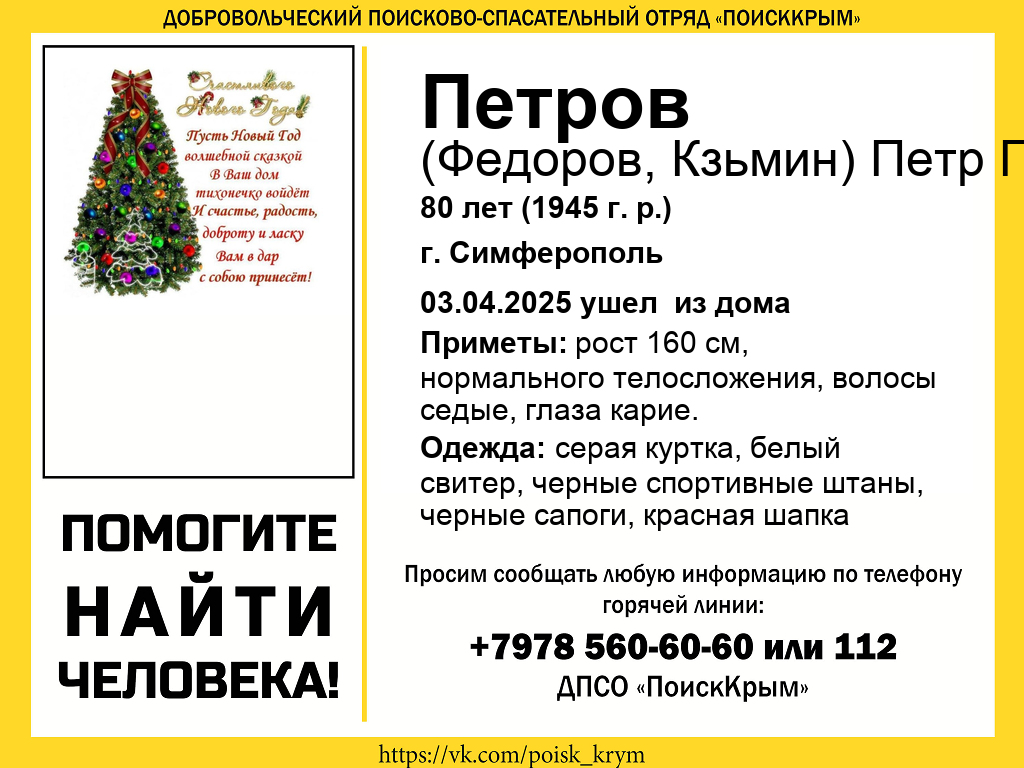 ДОБРОВОЛЬЧЕСКИЙ ПОИСКОВО-СПАСАТЕЛЬНЫЙ ОТРЯД «ПОИСККРЫМ»
Счастливого
Нового Года!
Пусть Новый Год
волшебной сказкой
В Ваш дом
тихонечко войдёт
И счастье, радость,
доброту и ласку
Вам в дар
с собою принесёт!
ПОМОГИТЕ
НАЙТИ
ЧЕЛОВЕКА!
Петров
(Федоров, Кзьмин) Петр
80 лет (1945 г. р.)
г. Симферополь
03.04.2025 ушел из дома
Приметы: рост 160 см,
нормального телосложения, волосы
седые, глаза карие.
Одежда: серая куртка, белый
свитер, черные спортивные штаны,
черные сапоги, красная шапка
Просим сообщать любую информацию по телефону
горячей линии:
+7978 560-60-60 или 112
ДПСО «ПоискКрым»
https://vk.com/poisk_krym